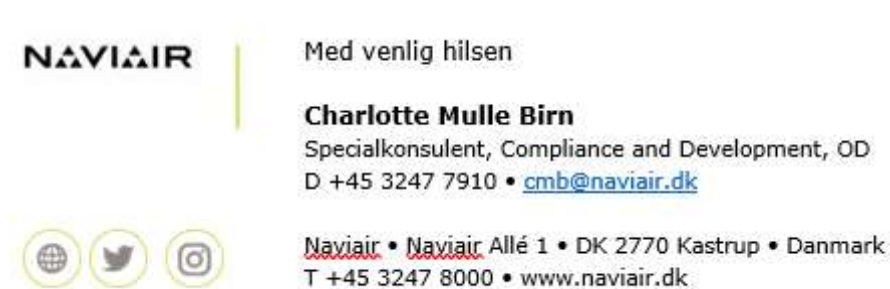 NAVIAIR
Med venlig hilsen
Charlotte Mulle Birn
Specialkonsulent, Compliance and Development, OD
D +45 3247 7910 • cmb@naviair.dk
Naviair • Naviair Allé 1 • DK 2770 Kastrup • Danmark
T +45 3247 8000 • www.naviair.dk